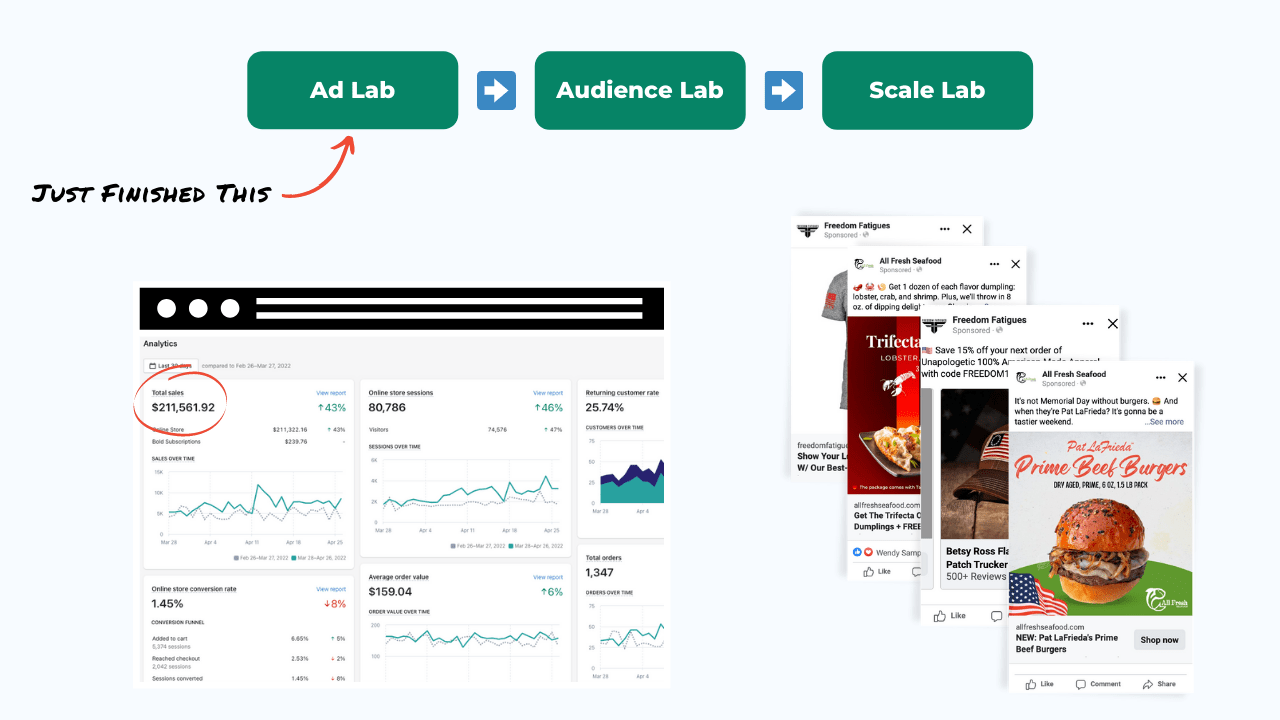 Ad Lab
Audience Lab
Scale Lab
Just Finished This
Analytics
Last 30 days
compared to Feb 26–Mar 27, 2022
Total sales
View report
$211,561.92
↑43%
Online Store
$211,322.16
↑ 43%
Bold Subscriptions
$239.76
-
SALES OVER TIME
15K
10K
5K
0
Mar 28
Apr 4
Apr 11
Apr 18
Apr 25
Feb 26–Mar 27, 2022
Mar 28–Apr 26, 2022
Online store conversion rate
View report
1.45%
↓8%
CONVERSION FUNNEL
Added to cart
6.65%
↑ 5%
5,374 sessions
Reached checkout
2.53%
↓ 2%
2,042 sessions
Sessions converted
1.45%
↓ 8%
Online store sessions
View report
80,786
↑46%
Visitors
74,576
↑ 47%
SESSIONS OVER TIME
6K
4K
2K
0
Mar 28
Apr 4
Apr 11
Apr 18
Apr 25
Feb 26–Mar 27, 2022
Mar 28–Apr 26, 2022
Average order value
View report
$159.04
↑6%
ORDER VALUE OVER TIME
200
100
Returning customer rate
25.74%
CUSTOMERS OVER TIME
75
50
25
0
Mar 28
Apr 4
Total orders
1,347
ORDERS OVER TIME
75
50
25
0
Mar 28
Apr 4
Freedom Fatigues
Sponsored
freedomfatigu
Show Your L
W/ Our Best-
All Fresh Seafood
Sponsored
Get 1 dozen of each flavor dumpling:
lobster, crab, and shrimp. Plus, we'll throw in 8
oz. of dipping deligh
Trifecta
LOBSTER,
The package comes with
allfreshseafood.com
Get The Trifecta
Dumplings + FREE
Wendy Samp
Like
Freedom Fatigues
Sponsored
Save 15% off your next order of
Unapologetic 100% American Made Apparel
with code FREEDOM1
Betsy Ross Fla
Patch Trucker
500+ Reviews
Like
All Fresh Seafood
Sponsored
It's not Memorial Day without burgers. 🍔 And
when they're Pat LaFrieda? It's gonna be a
tastier weekend.
...See more
Pat LaFrieda
Prime Beef Burgers
DRY AGED, PRIME, 6 OZ, 1.5 LB PACK
All Fresh
allfreshseafood.com
NEW: Pat LaFrieda's Prime
Beef Burgers
Shop now
Like
Comment
Share